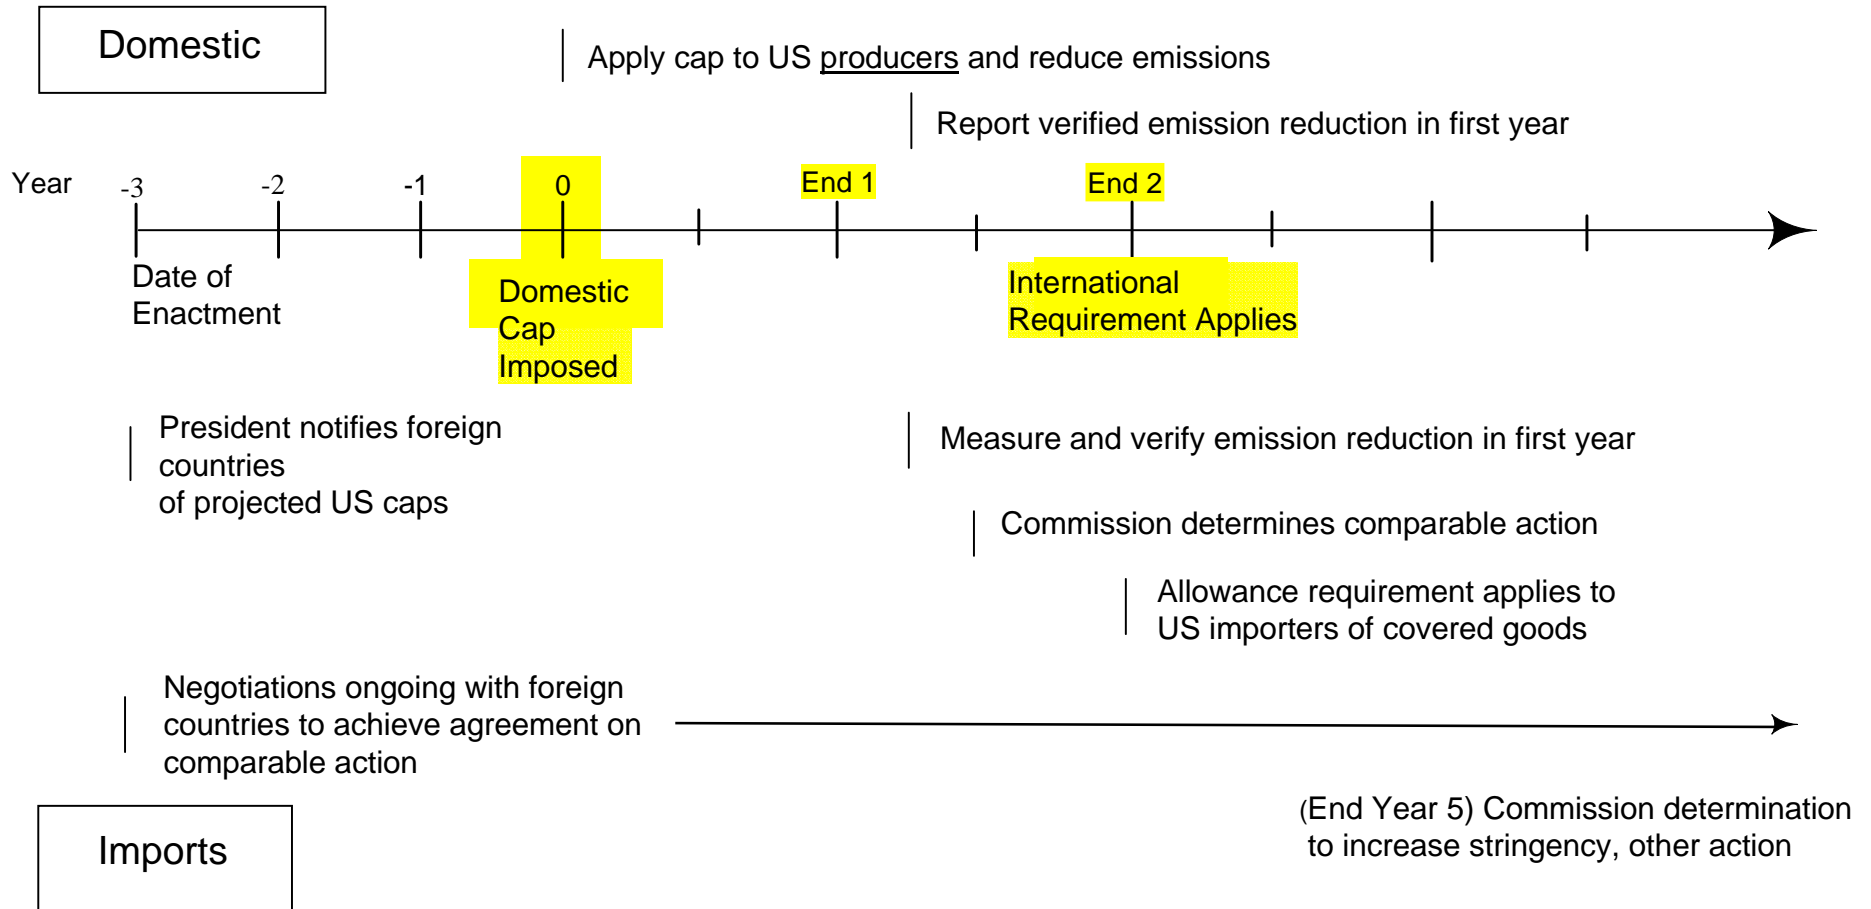 Domestic
Apply cap to US producers and reduce emissions
Report verified emission reduction in first year
Year -3 -2 -1 0 End 1 End 2
Date of
Enactment
Domestic
Cap
Imposed
International
Requirement Applies
President notifies foreign
countries
of projected US caps
Measure and verify emission reduction in first year
Commission determines comparable action
Allowance requirement applies to
US importers of covered goods
Negotiations ongoing with foreign
countries to achieve agreement on
comparable action
(End Year 5) Commission determination
to increase stringency, other action
Imports